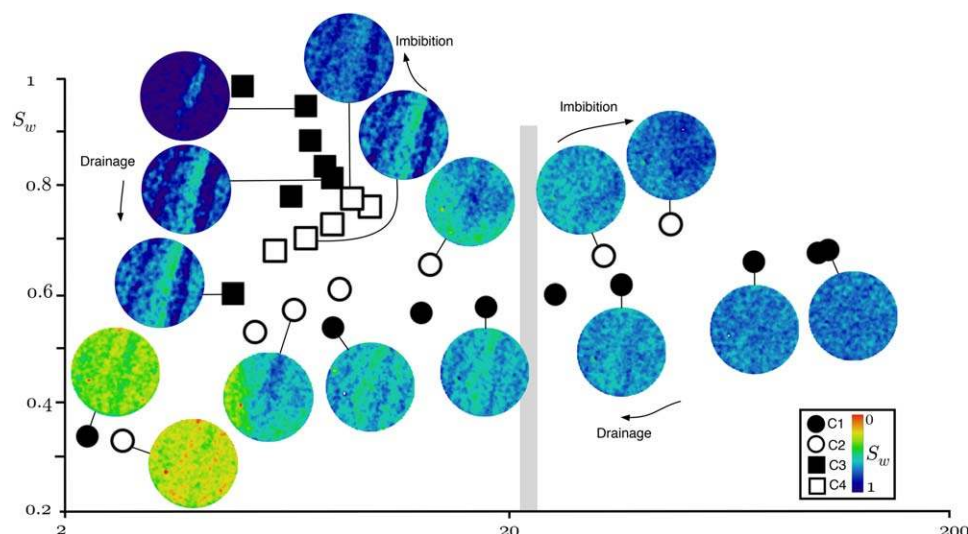 Imbibition
1
S_w
Imbibition
Drainage
0.8
0.6
0.4
C1
0
C2
S_w
C3
Drainage
C4
1
0.2
2
20
200